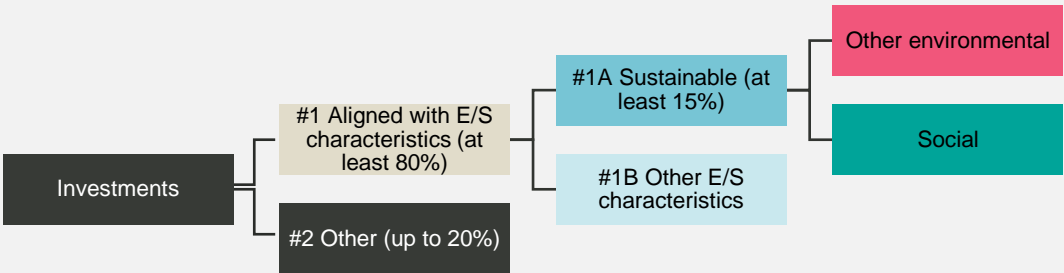 Investments
#1 Aligned with E/S
characteristics (at
least 80%)
#2 Other (up to 20%)
#1A Sustainable (at
least 15%)
#1B Other E/S
characteristics
Other environmental
Social